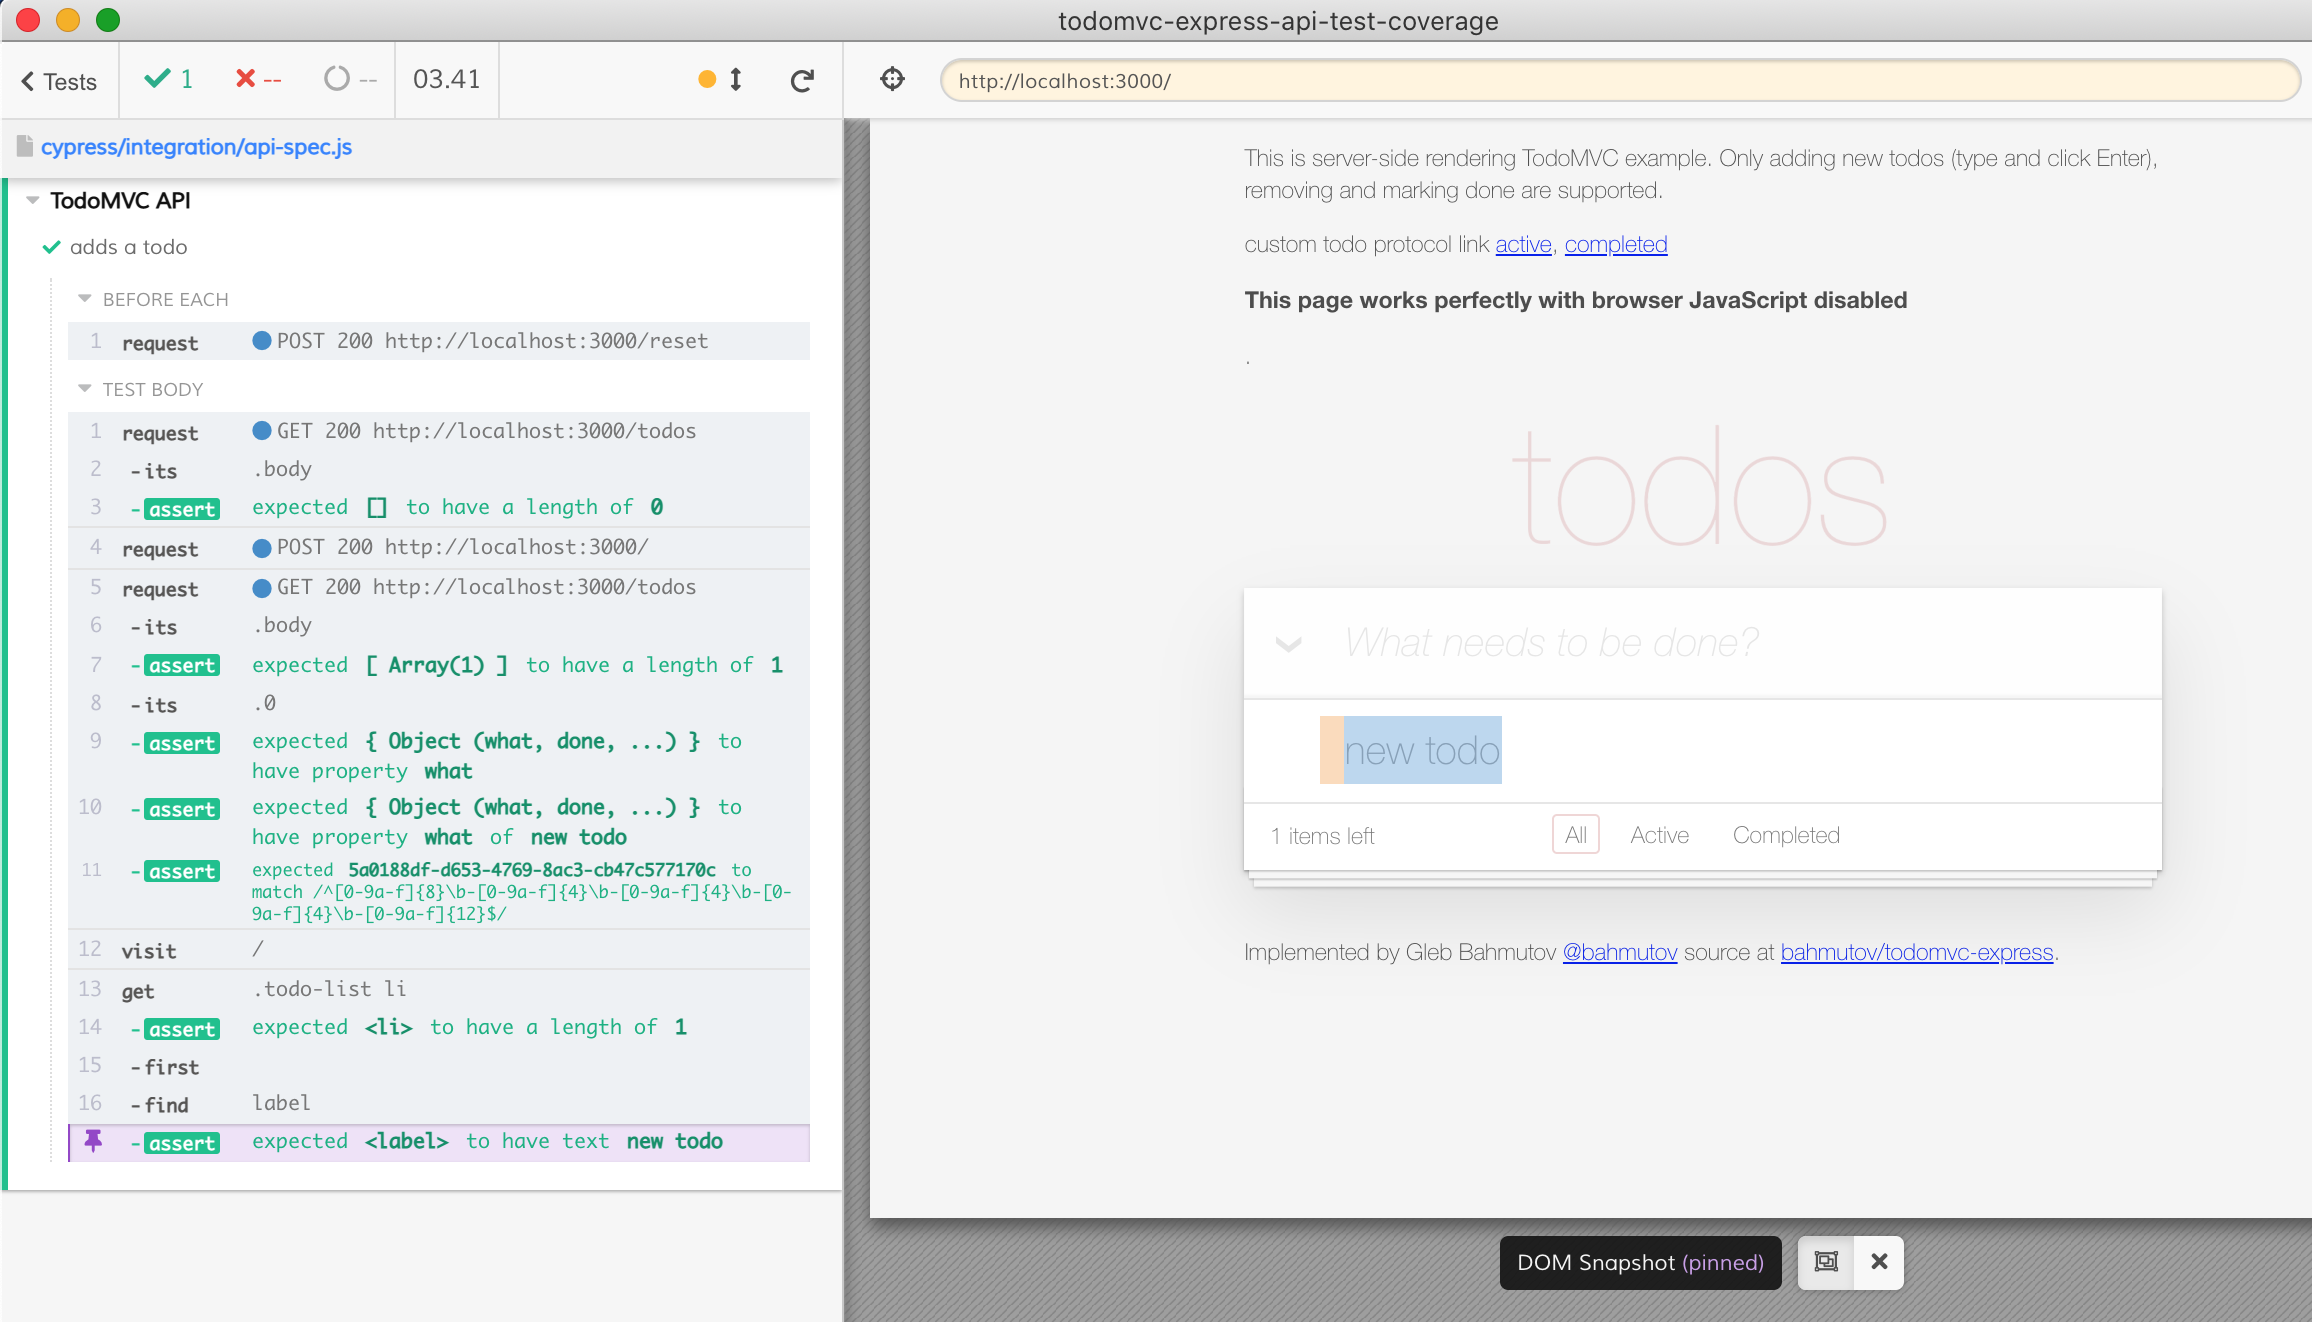 todomvc-express-api-test-coverage
Tests
1
--
--
03.41
http://localhost:3000/
cypress/integration/api-spec.js
TodoMVC API
adds a todo
BEFORE EACH
1 request POST 200 http://localhost:3000/reset
TEST BODY
1 request GET 200 http://localhost:3000/todos
2 -its .body
3 -assert expected [] to have a length of 0
4 request POST 200 http://localhost:3000/
5 request GET 200 http://localhost:3000/todos
6 -its .body
7 -assert expected [ Array(1) ] to have a length of 1
8 -its .0
9 -assert expected { Object (what, done, ...) } to
have property what
10 -assert expected { Object (what, done, ...) } to
have property what of new todo
11 -assert expected 5a0188df-d653-4769-8ac3-cb47c577170c to
match /^[0-9a-f]{8}\b-[0-9a-f]{4}\b-[0-9a-f]{4}\b-[0-
9a-f]{4}\b-[0-9a-f]{12}$/
12 visit /
13 get .todo-list li
14 -assert expected <li> to have a length of 1
15 -first
16 -find label
-assert expected <label> to have text new todo
This is server-side rendering TodoMVC example. Only adding new todos (type and click Enter),
removing and marking done are supported.
custom todo protocol link active, completed
This page works perfectly with browser JavaScript disabled
.
todos
What needs to be done?
new todo
1 items left All Active Completed
Implemented by Gleb Bahmutov @bahmutov source at bahmutov/todomvc-express.
DOM Snapshot (pinned)